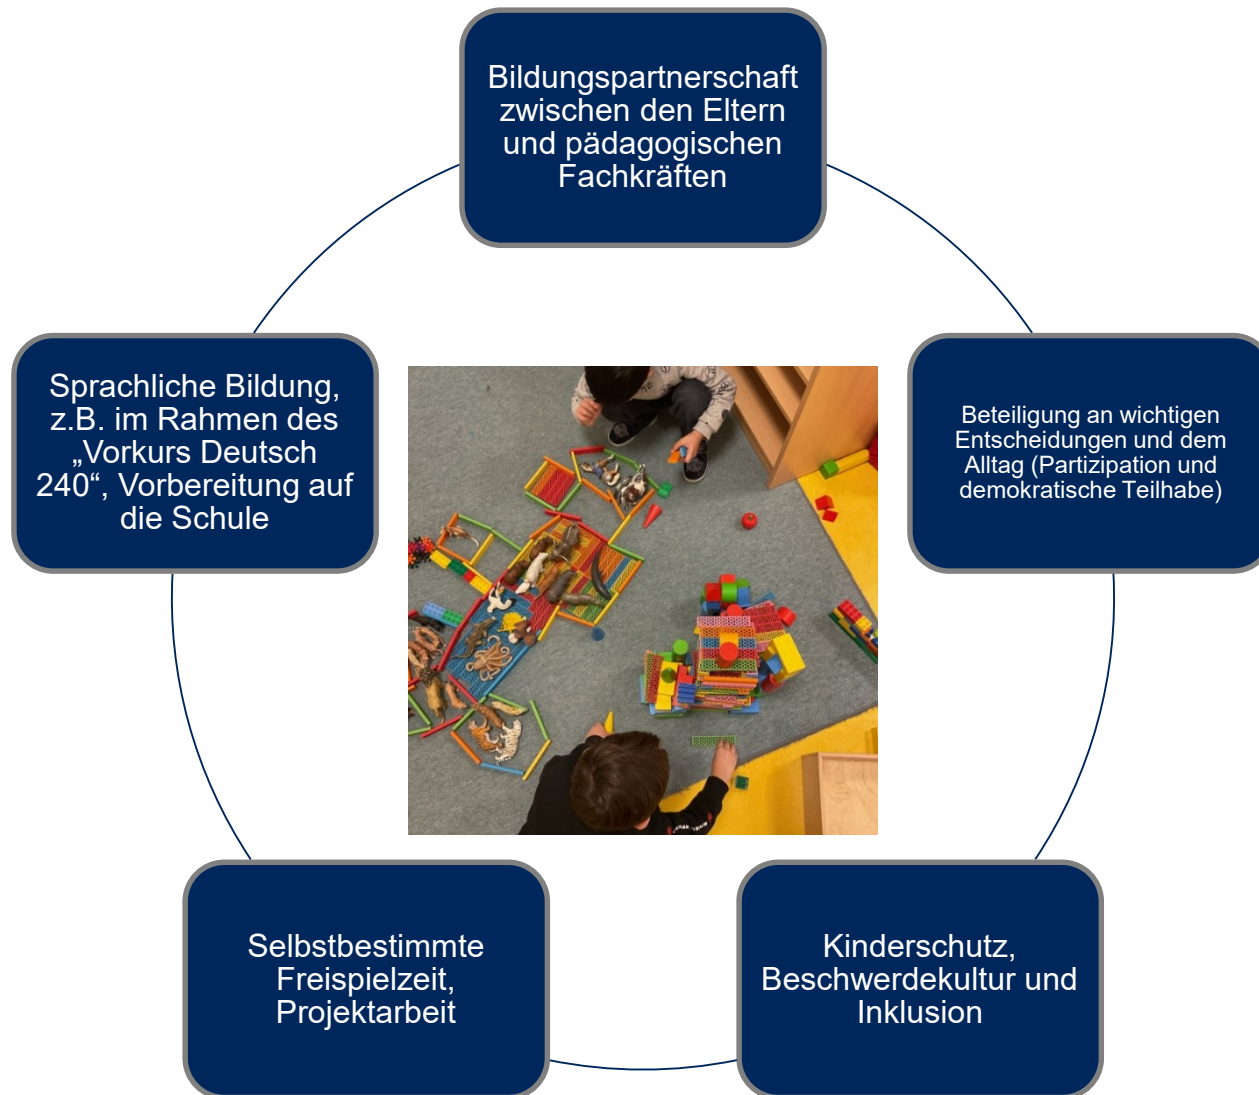 Bildungspartnerschaft
zwischen den Eltern
und pädagogischen
Fachkräften
Sprachliche Bildung,
z.B. im Rahmen des
„Vorkurs Deutsch
240“, Vorbereitung auf
die Schule
Beteiligung an wichtigen
Entscheidungen und dem
Alltag (Partizipation und
demokratische Teilhabe)
Selbstbestimmte
Freispielzeit,
Projektarbeit
Kinderschutz,
Beschwerdekultur und
Inklusion